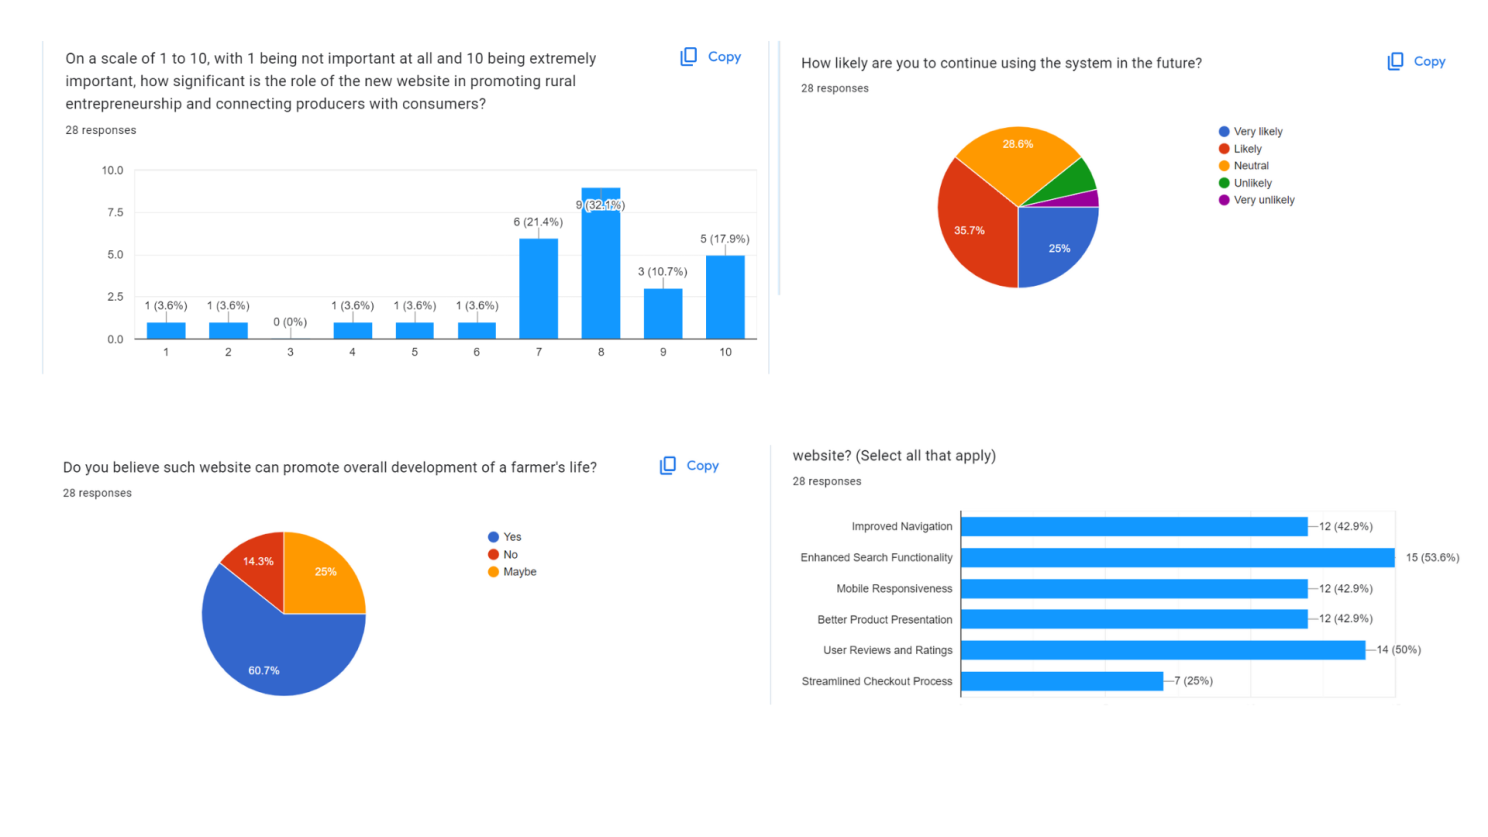 On a scale of 1 to 10, with 1 being not important at all and 10 being extremely
important, how significant is the role of the new website in promoting rural
entrepreneurship and connecting producers with consumers?
Copy
28 responses
10.0
7.5
5.0
2.5
0.0
1 (3.6%)
1 (3.6%)
0 (0%)
1 (3.6%)
1 (3.6%)
1 (3.6%)
6 (21.4%)
9 (32.1%)
3 (10.7%)
5 (17.9%)
1
2
3
4
5
6
7
8
9
10
How likely are you to continue using the system in the future?
Copy
28 responses
28.6%
35.7%
25%
Very likely
Likely
Neutral
Unlikely
Very unlikely
Do you believe such website can promote overall development of a farmer's life?
Copy
28 responses
14.3%
25%
60.7%
Yes
No
Maybe
website? (Select all that apply)
28 responses
Improved Navigation 12 (42.9%)
Enhanced Search Functionality 15 (53.6%)
Mobile Responsiveness 12 (42.9%)
Better Product Presentation 12 (42.9%)
User Reviews and Ratings 14 (50%)
Streamlined Checkout Process 7 (25%)